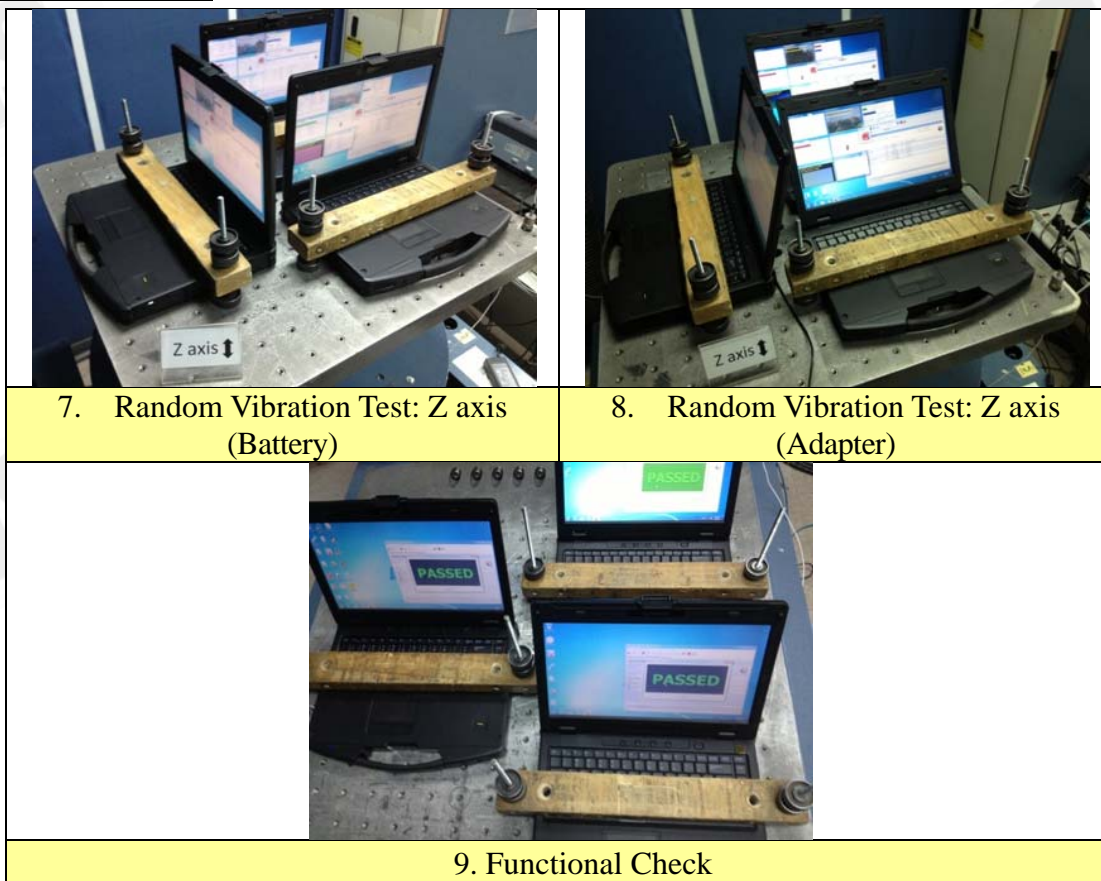 Z axis ⬍
Z axis ⬍
7. Random Vibration Test: Z axis
(Battery)
8. Random Vibration Test: Z axis
(Adapter)
PASSED
PASSED
PASSED
9. Functional Check